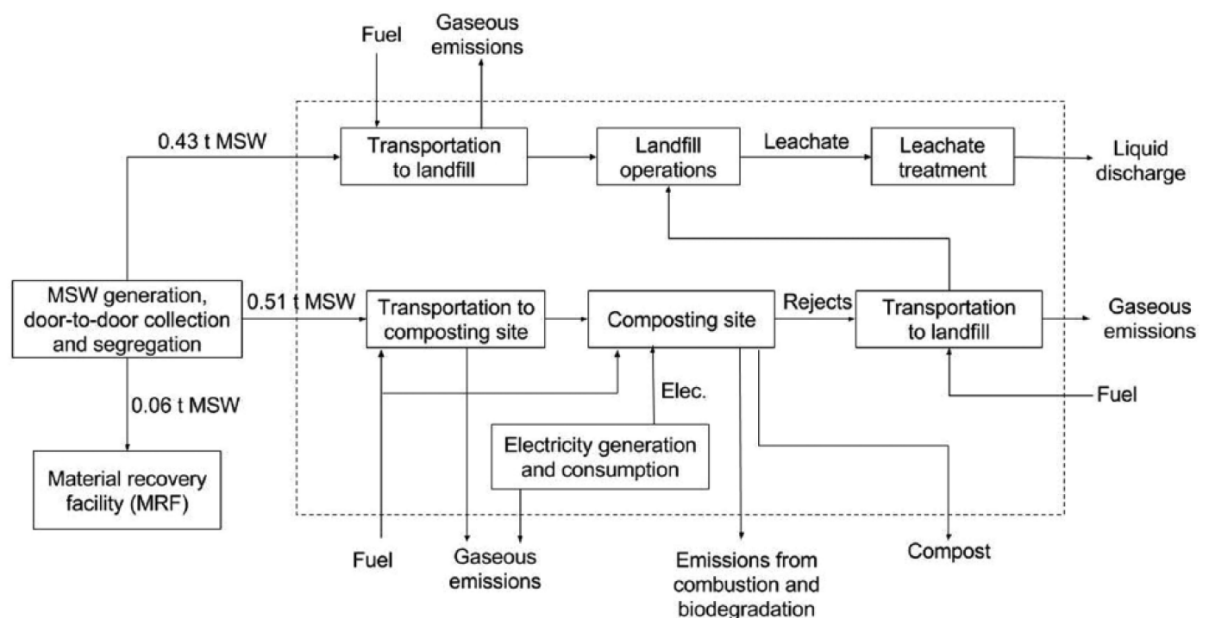 Fuel
Gaseous
emissions
0.43 t MSW
Transportation
to landfill
Landfill
operations
Leachate
Leachate
treatment
Liquid
discharge
MSW generation,
door-to-door collection
and segregation
0.51 t MSW
Transportation to
composting site
Composting site
Rejects
Transportation
to landfill
Gaseous
emissions
Fuel
0.06 t MSW
Elec.
Electricity generation
and consumption
Material recovery
facility (MRF)
Fuel
Gaseous
emissions
Emissions from
combustion and
biodegradation
Compost